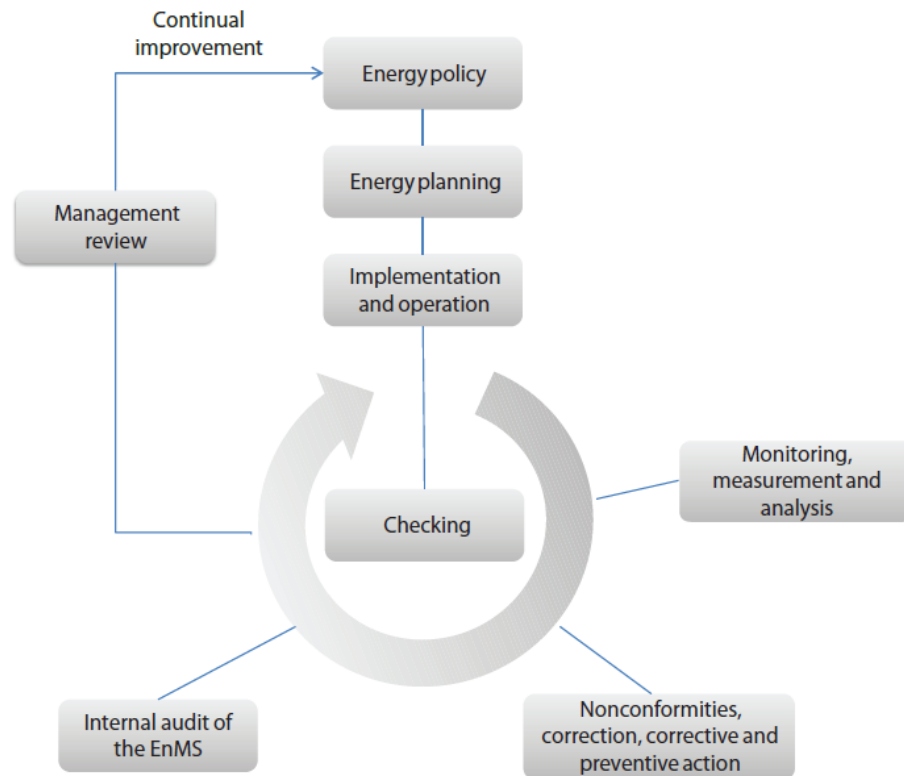 Continual
improvement
Energy policy
Energy planning
Management
review
Implementation
and operation
Monitoring,
measurement and
analysis
Checking
Internal audit of
the EnMS
Nonconformities,
correction, corrective and
preventive action